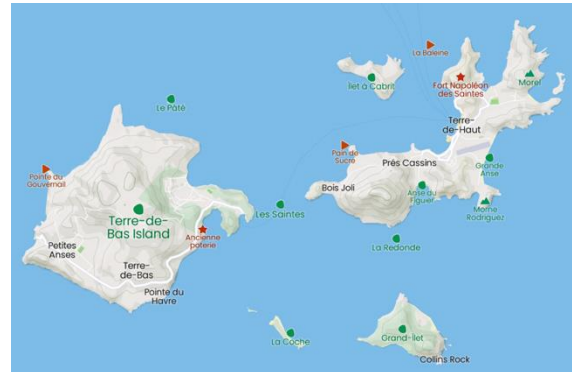 La Baleine
Îlet à Cabrit
Fort Napoléon
des Saintes
Morel
Le Pâté
Terre-
de-Haut
Pain de
Sucre
Prés Cassins
Grande
Anse
Pointe du
Gouvernail
Bois Joli
Anse du
Figuier
Morne
Rodriguez
Les Saintes
Terre-de-
Bas Island
Ancienne
poterie
La Redonde
Petites
Anses
Terre-
de-Bas
Pointe du
Havre
La Coche
Grand-Îlet
Collins Rock